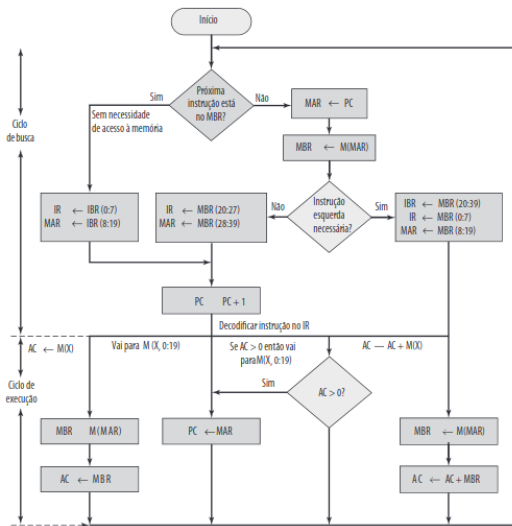 Início
Próxima
instrução está
no MBR?
Sim
Não
Sem necessidade
de acesso à memória
MAR ← PC
MBR ← M(MAR)
Ciclo
de busca
Instrução
esquerda
necessária?
Não
Sim
IR ← IBR (0:7)
MAR ← IBR (8:19)
IR ← MBR (20:27)
MAR ← MBR (28:39)
IBR ← MBR (20:39)
IR ← MBR (0:7)
MAR ← MBR (8:19)
PC PC + 1
Decodificar instrução no IR
AC ← M(X)
Vai para M (X, 0:19)
Se AC > 0 então vai
para M(X, 0:19)
AC — AC + M(X)
Ciclo de
execução
Sim
AC > 0?
MBR M (MAR)
PC ← MAR
MBR ← M(MAR)
AC ← MBR
AC ← AC + MBR